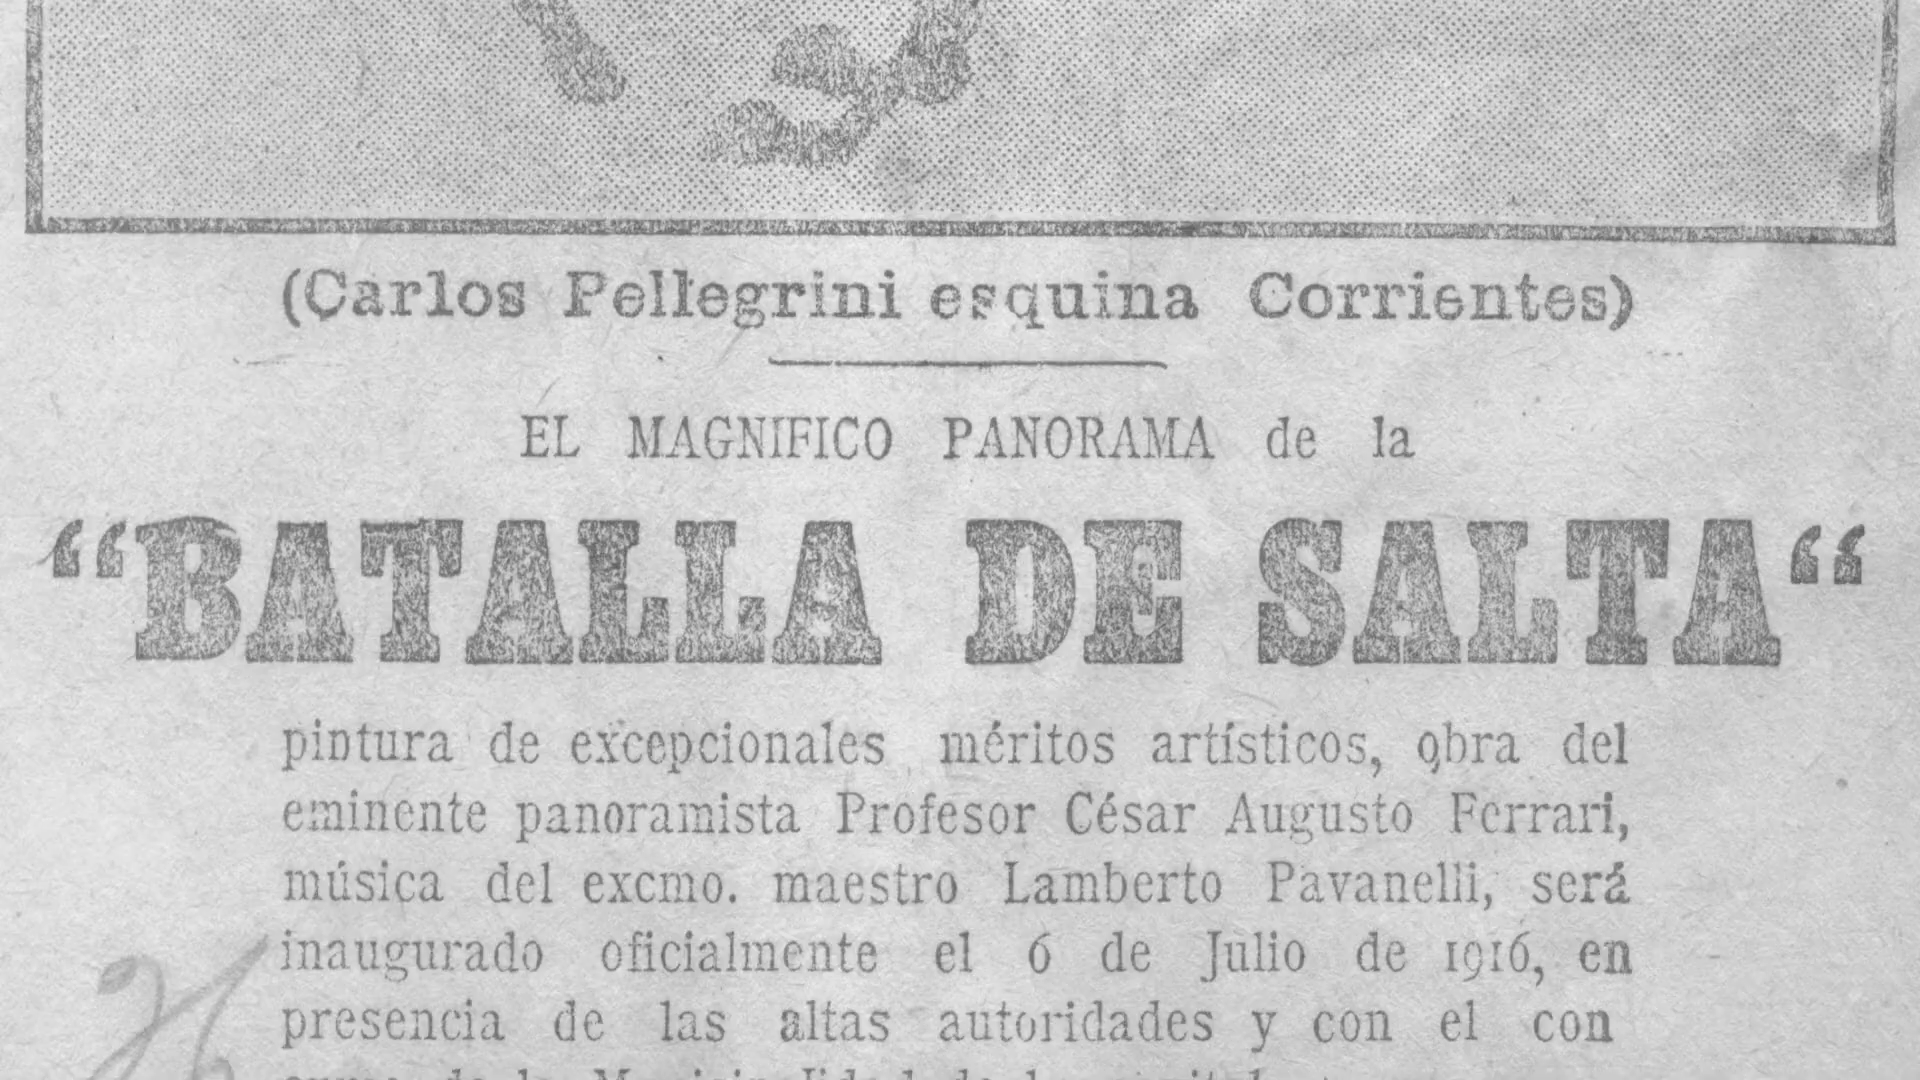 (Carlos Pellegrini esquina Corrientes)
EL MAGNIFICO PANORAMA de la
“BATALLA DE SALTA“
pintura de excepcionales méritos artísticos, obra del
eminente panoramista Profesor César Augusto Ferrari,
música del excmo. maestro Lamberto Pavanelli, será
inaugurado oficialmente el 6 de Julio de 1916, en
presencia de las altas autoridades y con el con